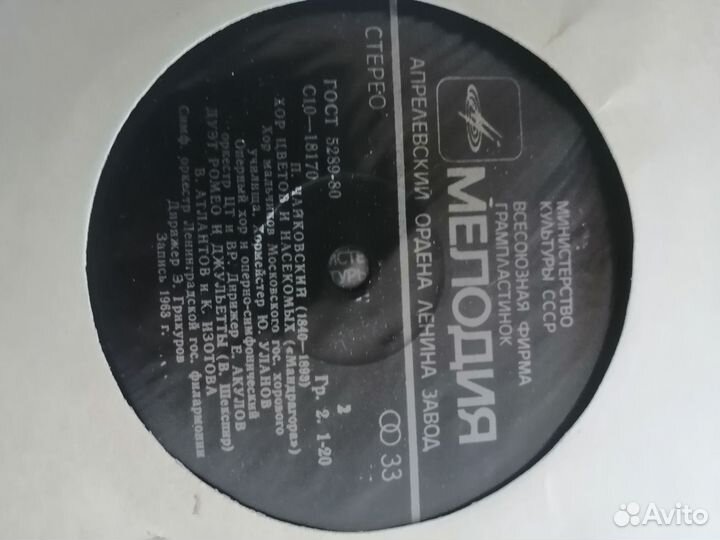 МИНИСТЕРСТВО
КУЛЬТУРЫ СССР
ВСЕСОЮЗНАЯ ФИРМА
ГРАМПЛАСТИНОК
МЕЛОДИЯ
АПРЕЛЕВСКИЙ ОРДЕНА ЛЕНИНА ЗАВОД
СТЕРЕО 33
ГОСТ 5289-80 2
С10—18170 Гр. 2. 1-20
П. ЧАЙКОВСКИЙ (1840—1893)
ХОР ЦВЕТОВ И НАСЕКОМЫХ («Мандрагора»)
Хор мальчиков Московского гос. хорового
училища. Хормейстер Ю. УЛАНОВ
Оперный хор и оперно-симфонический
оркестр ЦТ и ВР. Дирижер Е. АКУЛОВ
ДУЭТ РОМЕО И ДЖУЛЬЕТТЫ (В. Шекспир)
В. АТЛАНТОВ и К. ИЗОТОВА
Симф. оркестр Ленинградской гос. филармонии
Дирижер Э. Грикуров
Запись 1963 г.
Avito